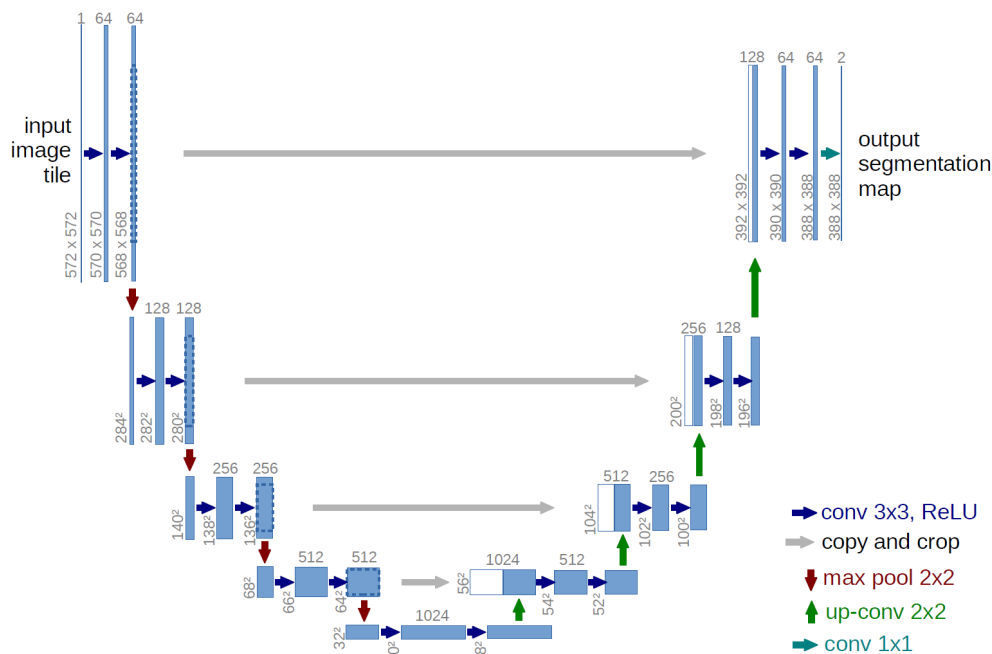 1 64 64
input
image
tile
572 x 572
570 x 570
568 x 568
128 64 64 2
output
segmentation
map
392 x 392
390 x 390
388 x 388
388 x 388
128 128
284²
282²
280²
256 128
200²
198²
196²
256 256
140²
138²
136²
512 256
104²
102²
100²
512 512
68²
66²
64²
1024 512
56²
54²
52²
1024
32²
0²
8²
conv 3x3, ReLU
copy and crop
max pool 2x2
up-conv 2x2
conv 1x1